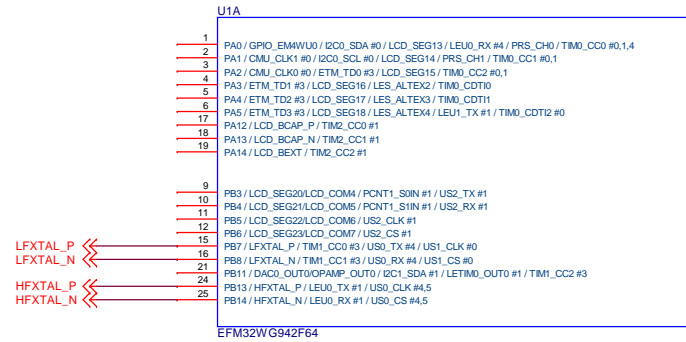 U1A
1 PA0 / GPIO_EM4WU0 / I2C0_SDA #0 / LCD_SEG13 / LEU0_RX #4 / PRS_CH0 / TIM0_CC0 #0,1,4
2 PA1 / CMU_CLK1 #0 / I2C0_SCL #0 / LCD_SEG14 / PRS_CH1 / TIM0_CC1 #0,1
3 PA2 / CMU_CLK0 #0 / ETM_TD0 #3 / LCD_SEG15 / TIM0_CC2 #0,1
4 PA3 / ETM_TD1 #3 / LCD_SEG16 / LES_ALTEX2 / TIM0_CDTI0
5 PA4 / ETM_TD2 #3 / LCD_SEG17 / LES_ALTEX3 / TIM0_CDTI1
6 PA5 / ETM_TD3 #3 / LCD_SEG18 / LES_ALTEX4 / LEU1_TX #1 / TIM0_CDTI2 #0
17 PA12 / LCD_BCAP_P / TIM2_CC0 #1
18 PA13 / LCD_BCAP_N / TIM2_CC1 #1
19 PA14 / LCD_BEXT / TIM2_CC2 #1
9 PB3 / LCD_SEG20/LCD_COM4 / PCNT1_S0IN #1 / US2_TX #1
10 PB4 / LCD_SEG21/LCD_COM5 / PCNT1_S1IN #1 / US2_RX #1
11 PB5 / LCD_SEG22/LCD_COM6 / US2_CLK #1
12 PB6 / LCD_SEG23/LCD_COM7 / US2_CS #1
LFXTAL_P 15 PB7 / LFXTAL_P / TIM1_CC0 #3 / US0_TX #4 / US1_CLK #0
LFXTAL_N 16 PB8 / LFXTAL_N / TIM1_CC1 #3 / US0_RX #4 / US1_CS #0
21 PB11 / DAC0_OUT0/OPAMP_OUT0 / I2C1_SDA #1 / LETIM0_OUT0 #1 / TIM1_CC2 #3
HFXTAL_P 24 PB13 / HFXTAL_P / LEU0_TX #1 / US0_CLK #4,5
HFXTAL_N 25 PB14 / HFXTAL_N / LEU0_RX #1 / US0_CS #4,5
EFM32WG942F64